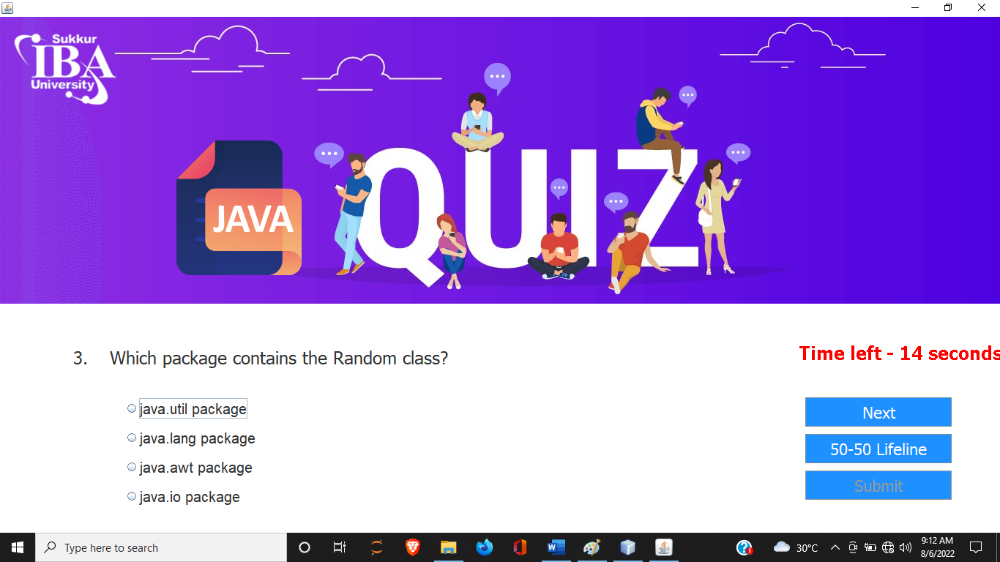 Sukkur
IBA
University
JAVA
QUIZ
3. Which package contains the Random class?
Time left - 14 seconds
java.util package
java.lang package
java.awt package
java.io package
Next
50-50 Lifeline
Submit
Type here to search
30°C
9:12 AM
8/6/2022